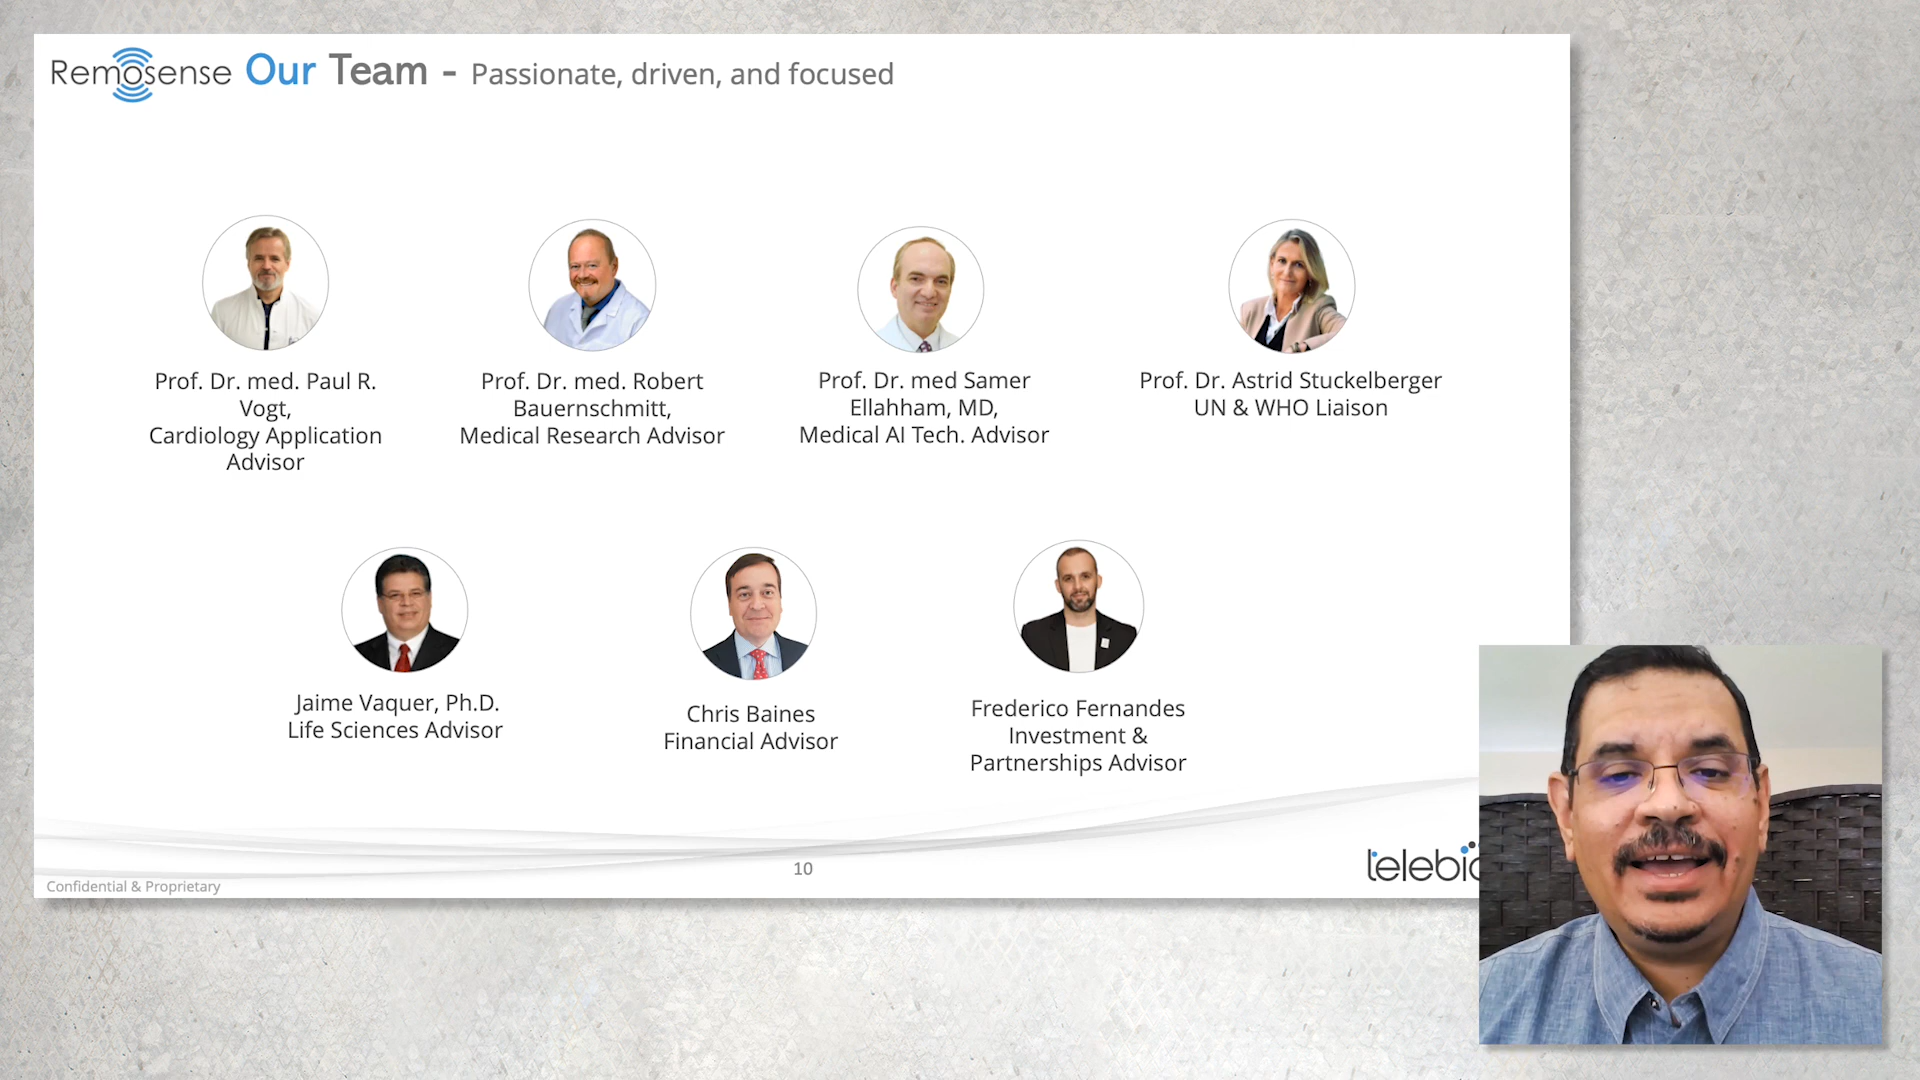 Remosense Our Team - Passionate, driven, and focused
Prof. Dr. med. Paul R.
Vogt,
Cardiology Application
Advisor
Prof. Dr. med. Robert
Bauernschmitt,
Medical Research Advisor
Prof. Dr. med Samer
Ellahham, MD,
Medical AI Tech. Advisor
Prof. Dr. Astrid Stuckelberger
UN & WHO Liaison
Jaime Vaquer, Ph.D.
Life Sciences Advisor
Chris Baines
Financial Advisor
Frederico Fernandes
Investment &
Partnerships Advisor
10
Confidential & Proprietary